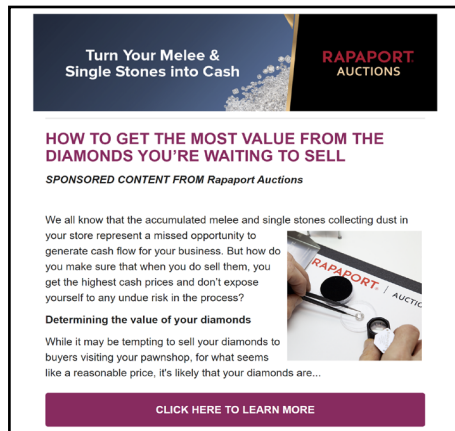 Turn Your Melee &
Single Stones into Cash
RAPAPORT
AUCTIONS
HOW TO GET THE MOST VALUE FROM THE
DIAMONDS YOU'RE WAITING TO SELL
SPONSORED CONTENT FROM Rapaport Auctions
We all know that the accumulated melee and single stones collecting dust in
your store represent a missed opportunity to
generate cash flow for your business. But how do
you make sure that when you do sell them, you
get the highest cash prices and don't expose
yourself to any undue risk in the process?
RAPAPORT | AUCTIO
Determining the value of your diamonds
While it may be tempting to sell your diamonds to
buyers visiting your pawnshop, for what seems
like a reasonable price, it's likely that your diamonds are...
CLICK HERE TO LEARN MORE